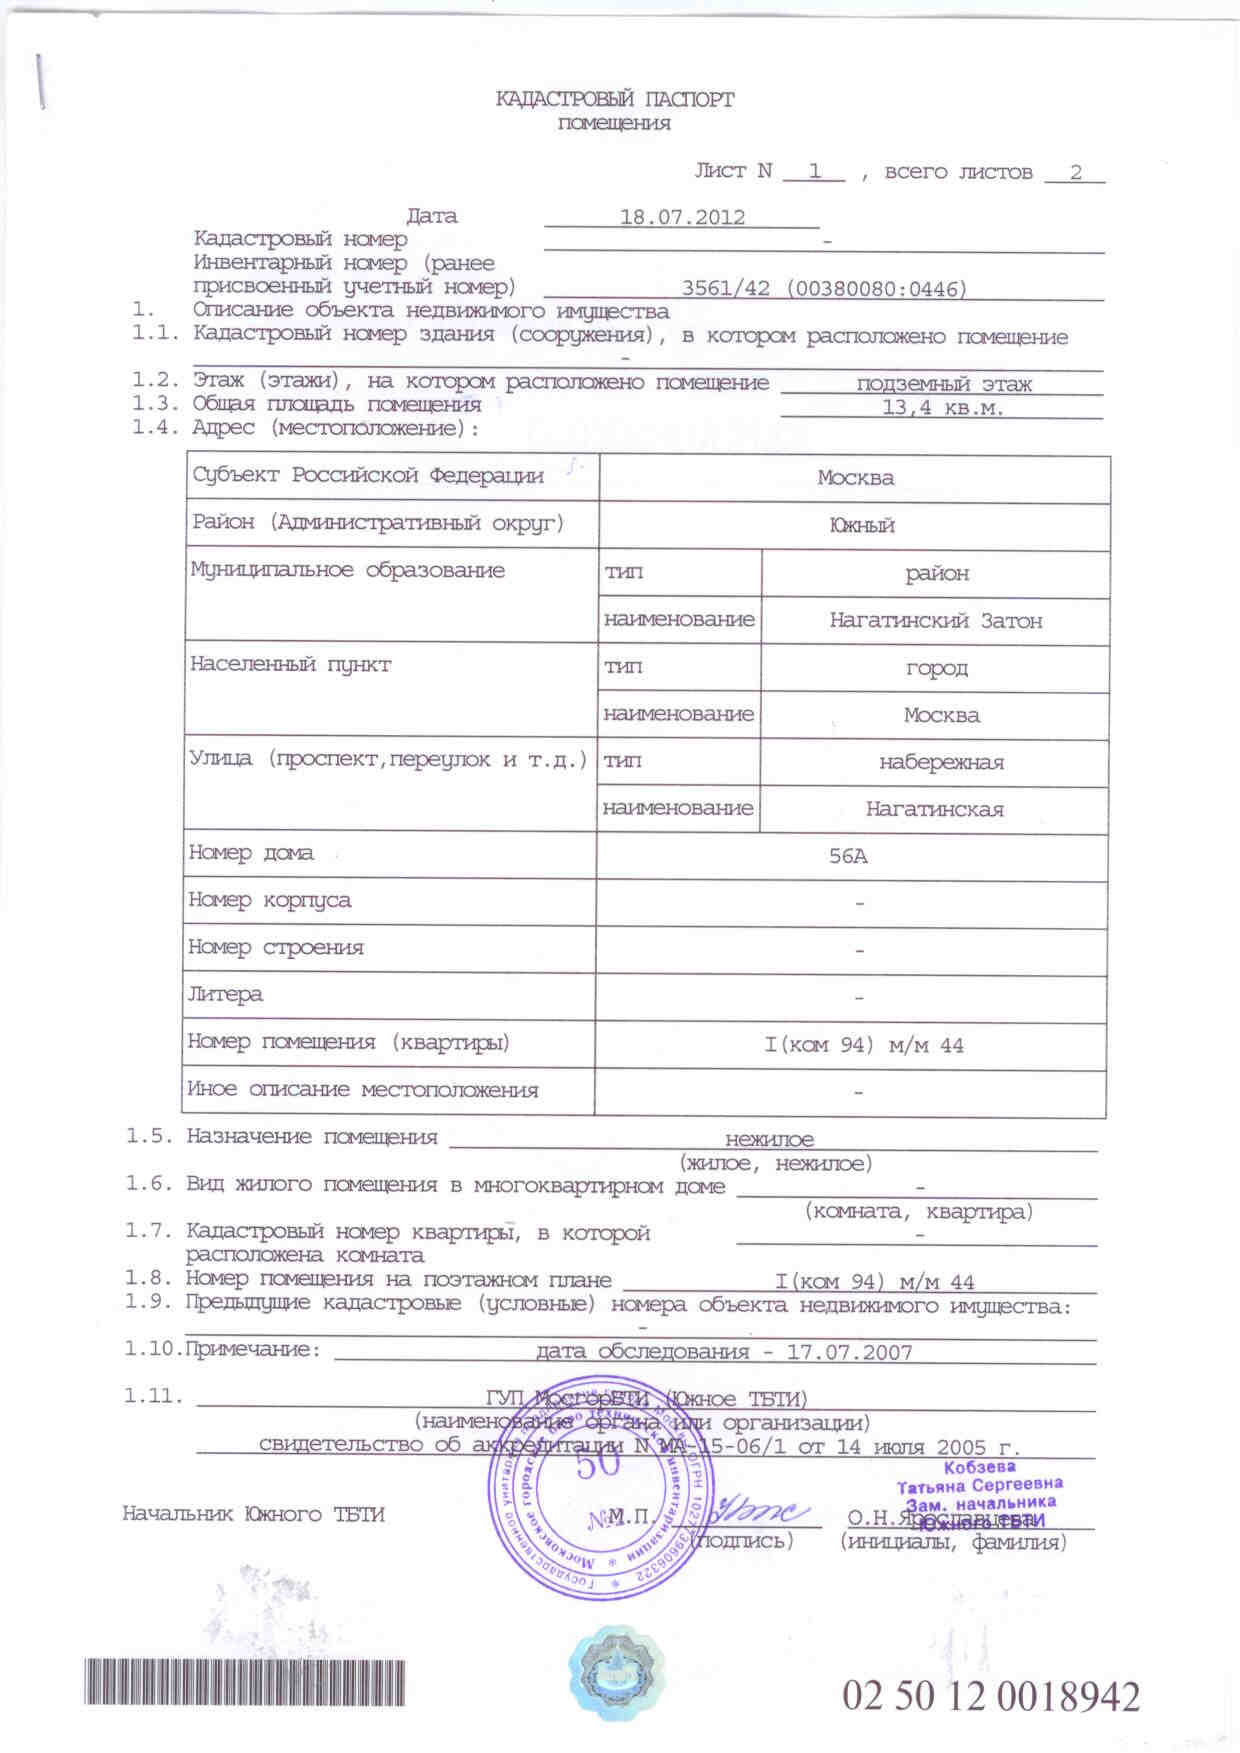 КАДАСТРОВЫЙ ПАСПОРТ
помещения
Лист N 1 , всего листов 2
Дата 18.07.2012
Кадастровый номер -
Инвентарный номер (ранее
присвоенный учетный номер) 3561/42 (00380080:0446)
1. Описание объекта недвижимого имущества
1.1. Кадастровый номер здания (сооружения), в котором расположено помещение
-
1.2. Этаж (этажи), на котором расположено помещение подземный этаж
1.3. Общая площадь помещения 13,4 кв.м.
1.4. Адрес (местоположение):
Субъект Российской Федерации Москва
Район (Административный округ) Южный
Муниципальное образование тип район
наименование Нагатинский Затон
Населенный пункт тип город
наименование Москва
Улица (проспект,переулок и т.д.) тип набережная
наименование Нагатинская
Номер дома 56А
Номер корпуса -
Номер строения -
Литера -
Номер помещения (квартиры) I(ком 94) м/м 44
Иное описание местоположения -
1.5. Назначение помещения нежилое
(жилое, нежилое)
1.6. Вид жилого помещения в многоквартирном доме -
(комната, квартира)
1.7. Кадастровый номер квартиры, в которой -
расположена комната
1.8. Номер помещения на поэтажном плане I(ком 94) м/м 44
1.9. Предыдущие кадастровые (условные) номера объекта недвижимого имущества:
-
1.10.Примечание: дата обследования - 17.07.2007
1.11. ГУП МосгорБТИ (Южное ТБТИ)
(наименование органа или организации)
свидетельство об аккредитации N МА-15-06/1 от 14 июля 2005 г.
Кобзева
Татьяна Сергеевна
Зам. начальника
Южного ТБТИ
Начальник Южного ТБТИ М.П. О.Н.Ярославцева
(подпись) (инициалы, фамилия)
50
Московское городское бюро технической инвентаризации
ОГРН 1027739606322
02 50 12 0018942